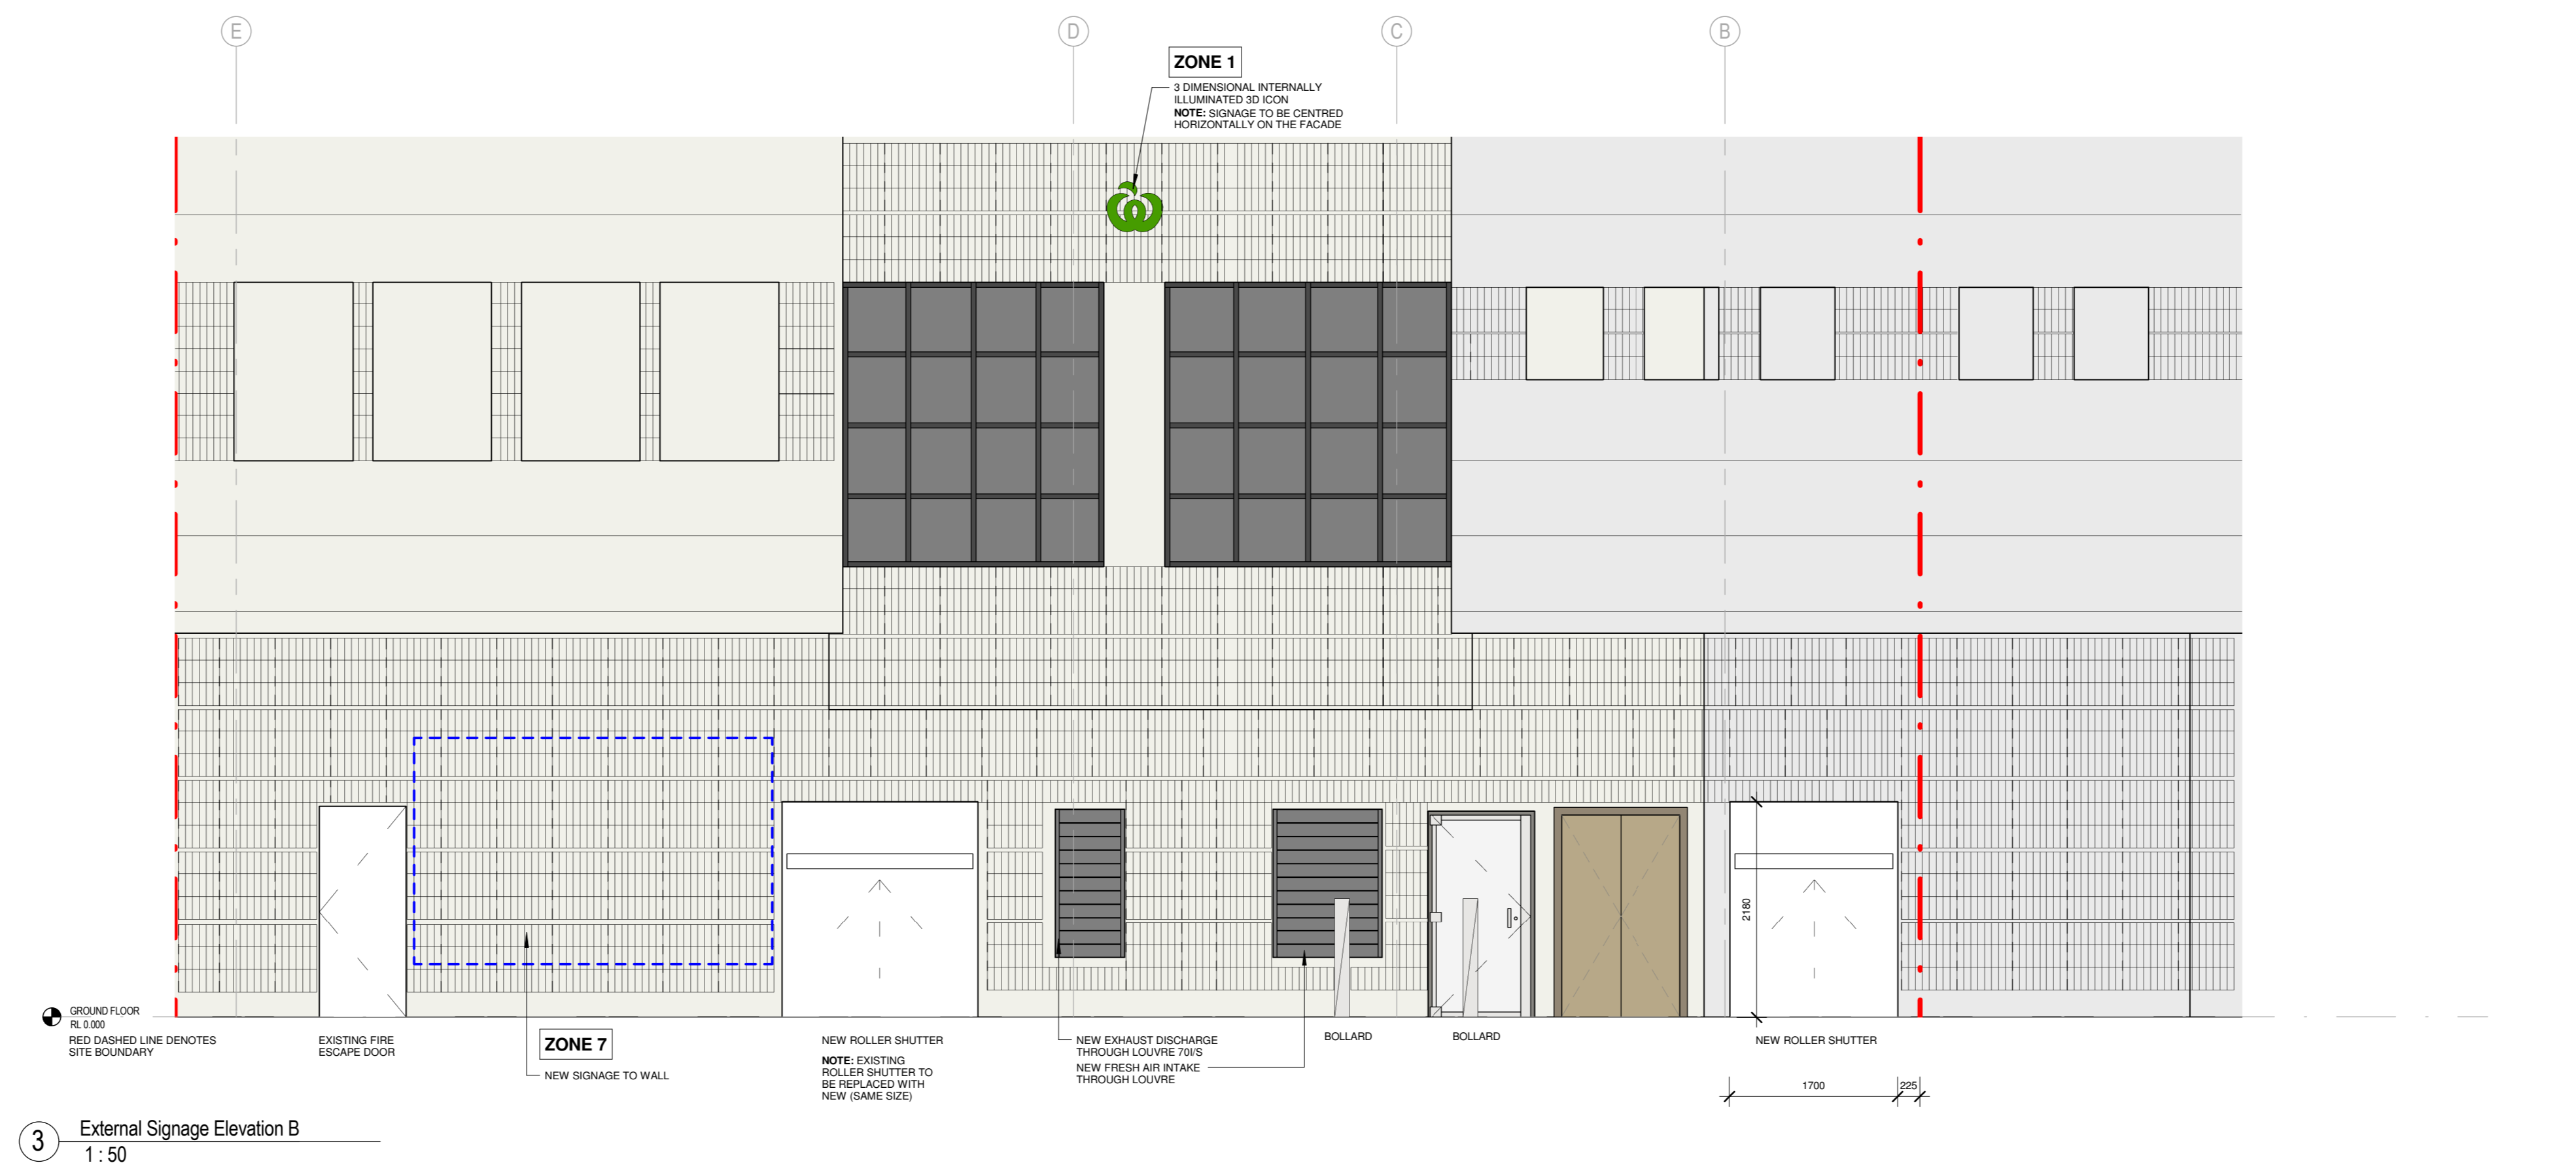 E
D
C
B
ZONE 1
3 DIMENSIONAL INTERNALLY
ILLUMINATED 3D ICON
NOTE: SIGNAGE TO BE CENTRED
HORIZONTALLY ON THE FACADE
2180
GROUND FLOOR
RL 0.000
RED DASHED LINE DENOTES
SITE BOUNDARY
EXISTING FIRE
ESCAPE DOOR
ZONE 7
NEW SIGNAGE TO WALL
NEW ROLLER SHUTTER
NOTE: EXISTING
ROLLER SHUTTER TO
BE REPLACED WITH
NEW (SAME SIZE)
NEW EXHAUST DISCHARGE
THROUGH LOUVRE 70l/S
NEW FRESH AIR INTAKE
THROUGH LOUVRE
BOLLARD
BOLLARD
NEW ROLLER SHUTTER
1700
225
3
External Signage Elevation B
1 : 50